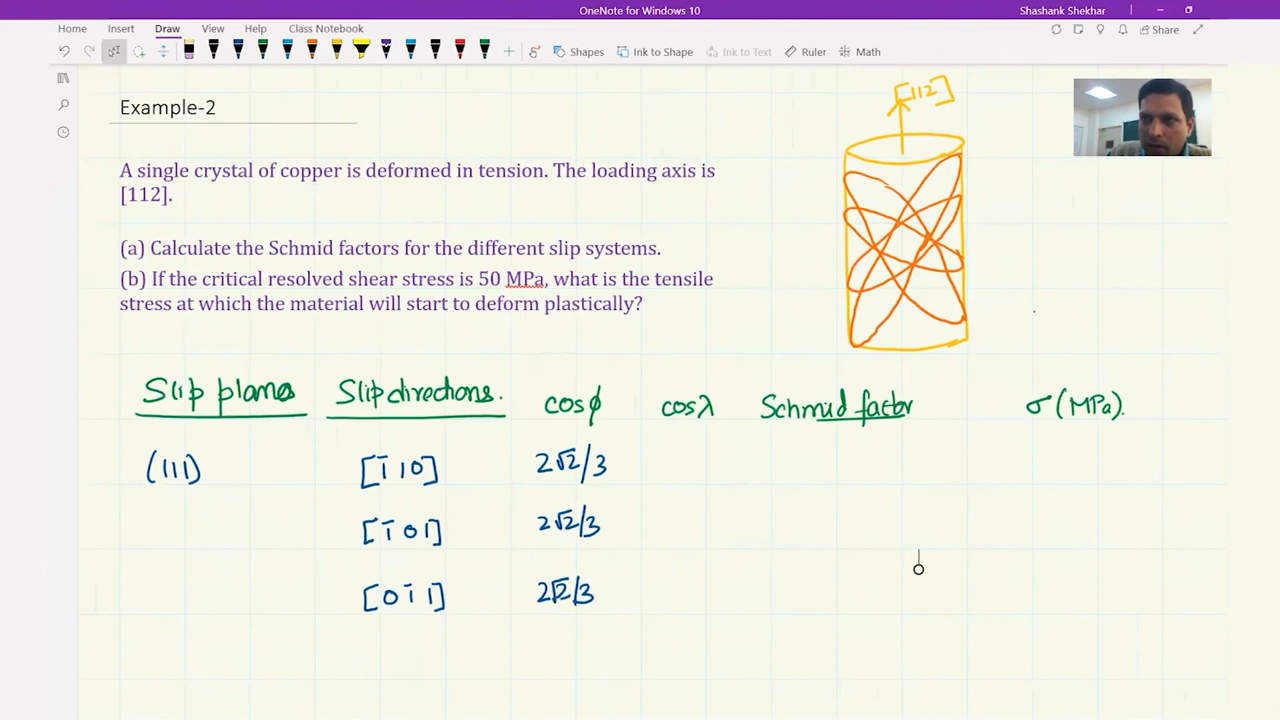 OneNote for Windows 10
Shashank Shekhar
Home Insert Draw View Help Class Notebook
Share
Shapes Ink to Shape Ink to Text Ruler Math
Example-2
[112]
A single crystal of copper is deformed in tension. The loading axis is
[112].
(a) Calculate the Schmid factors for the different slip systems.
(b) If the critical resolved shear stress is 50 MPa, what is the tensile
stress at which the material will start to deform plastically?
Slip plane Slip directions. cosϕ cosλ Schmid factor σ (MPa).
(111) [1̄10] 2√2/3
[1̄01] 2√2/3
[01̄1] 2√2/3